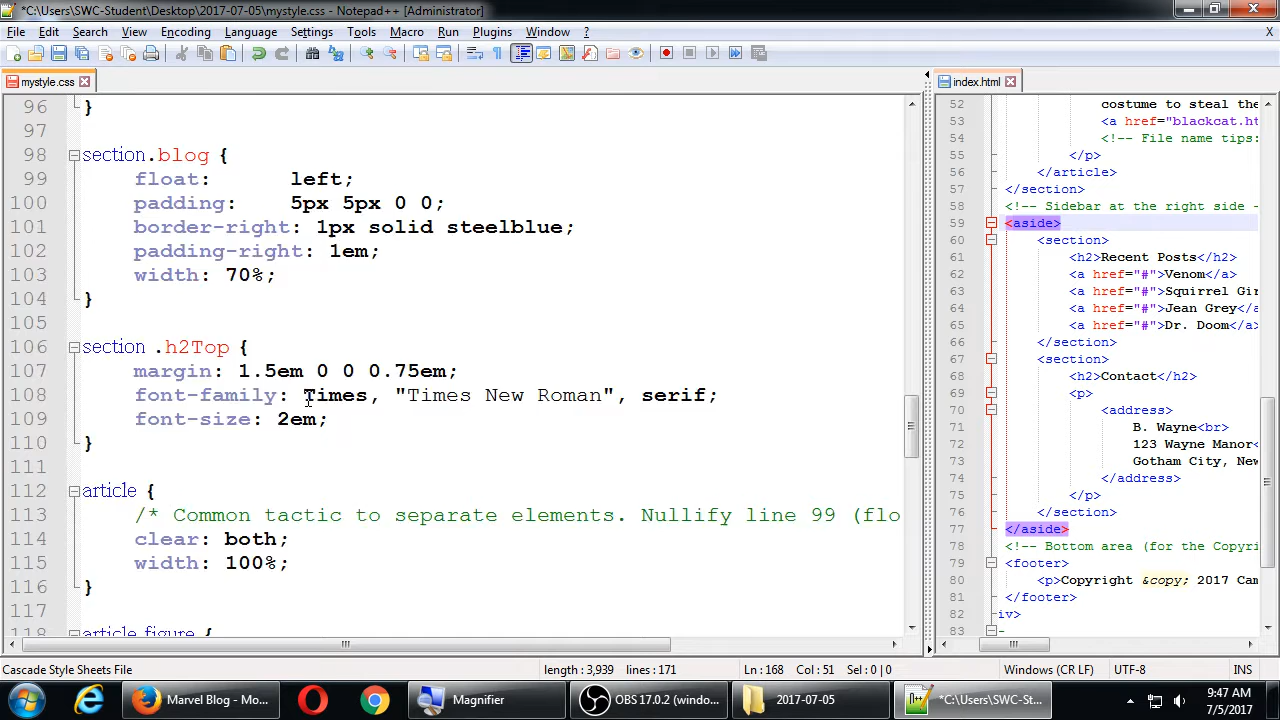 *C:\Users\SWC-Student\Desktop\2017-07-05\mystyle.css - Notepad++ [Administrator]
File Edit Search View Encoding Language Settings Tools Macro Run Plugins Window ? X
mystyle.css
96 }
97
98 section.blog {
99 float: left;
100 padding: 5px 5px 0 0;
101 border-right: 1px solid steelblue;
102 padding-right: 1em;
103 width: 70%;
104 }
105
106 section .h2Top {
107 margin: 1.5em 0 0 0.75em;
108 font-family: Times, "Times New Roman", serif;
109 font-size: 2em;
110 }
111
112 article {
113 /* Common tactic to separate elements. Nullify line 99 (flo
114 clear: both;
115 width: 100%;
116 }
117
118 article figure {
index.html
52 costume to steal the
53 <a href="blackcat.ht
54 <!-- File name tips:
55 </p>
56 </article>
57 </section>
58 <!-- Sidebar at the right side -
59 <aside>
60 <section>
61 <h2>Recent Posts</h2>
62 <a href="#">Venom</a>
63 <a href="#">Squirrel Gir
64 <a href="#">Jean Grey</a
65 <a href="#">Dr. Doom</a>
66 </section>
67 <section>
68 <h2>Contact</h2>
69 <p>
70 <address>
71 B. Wayne<br>
72 123 Wayne Manor<
73 Gotham City, New
74 </address>
75 </p>
76 </section>
77 </aside>
78 <!-- Bottom area (for the Copyri
79 <footer>
80 <p>Copyright &copy; 2017 Cam
81 </footer>
82 iv>
83
Cascade Style Sheets File length : 3,939 lines : 171 Ln : 168 Col : 51 Sel : 0 | 0 Windows (CR LF) UTF-8 INS
Marvel Blog - Mo... Magnifier OBS 17.0.2 (windo... 2017-07-05 *C:\Users\SWC-Stu... 9:47 AM
7/5/2017